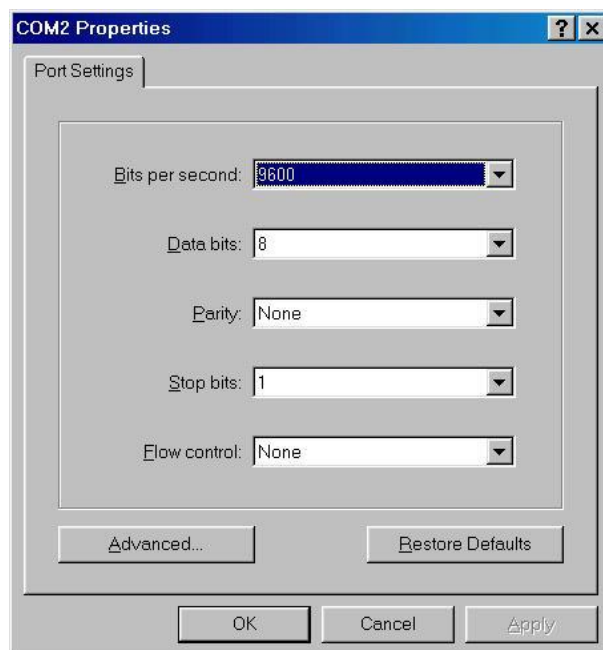 COM2 Properties
Port Settings
Bits per second: 9600
Data bits: 8
Parity: None
Stop bits: 1
Flow control: None
Advanced... Restore Defaults
OK Cancel Apply